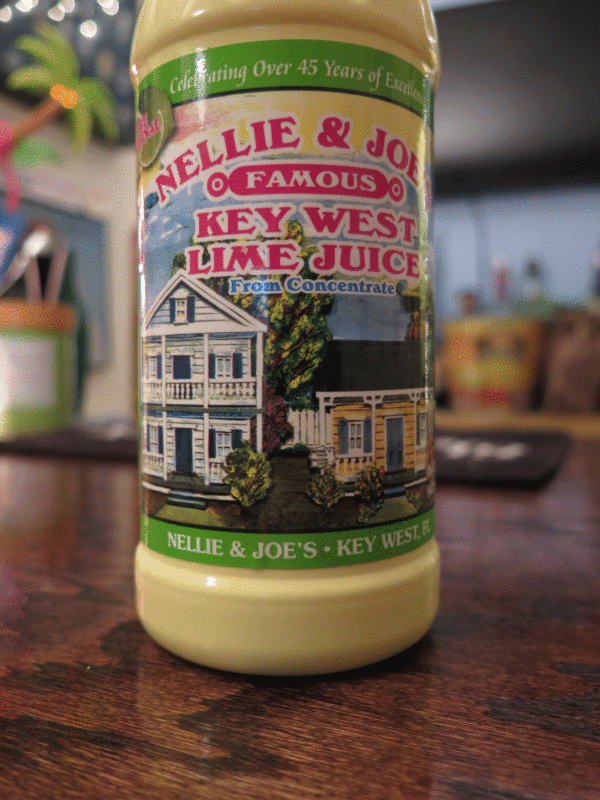 Celebrating Over 45 Years of Excellen
NELLIE & JOE
FAMOUS
KEY WEST
LIME JUICE
From Concentrate
NELLIE & JOE'S • KEY WEST, FL